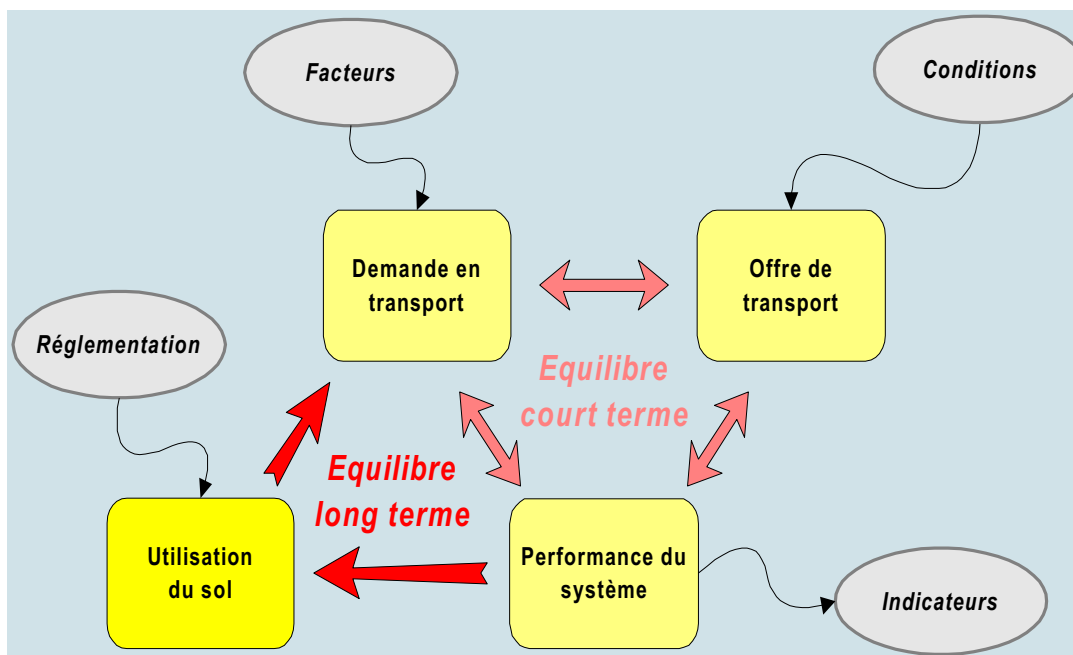 Facteurs
Conditions
Demande en
transport
Offre de
transport
Réglementation
Equilibre
court terme
Equilibre
long terme
Utilisation
du sol
Performance du
système
Indicateurs